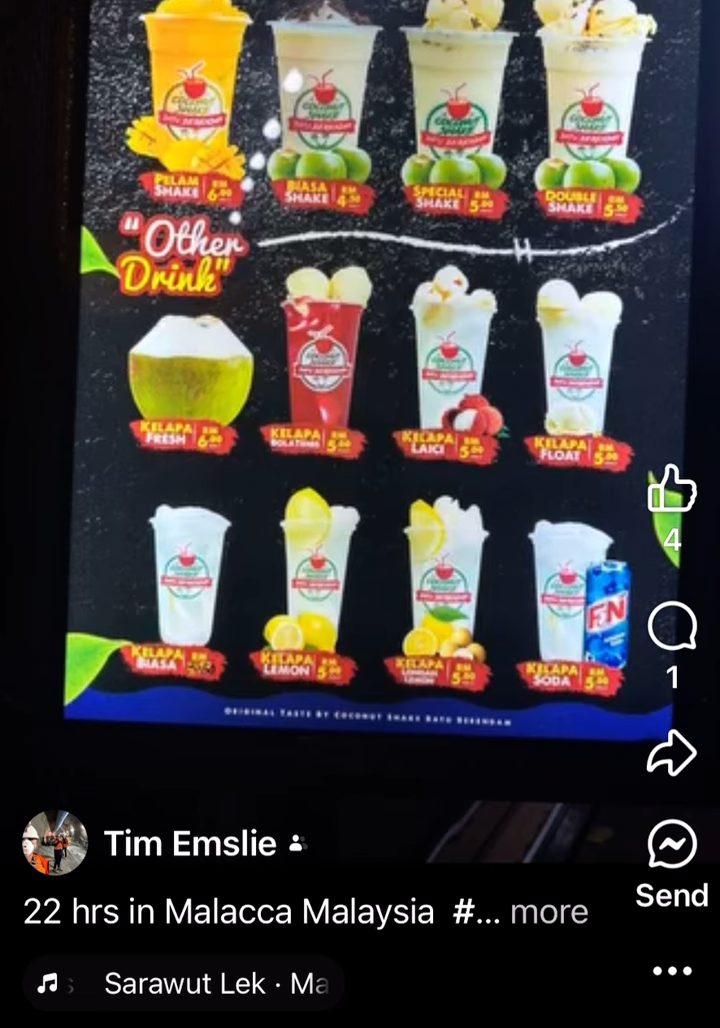 PELAM SHAKE RM 6.00
BIASA SHAKE RM 4.50
SPECIAL SHAKE RM 5.00
DOUBLE SHAKE RM 5.50
"Other
Drink"
KELAPA FRESH RM 6.00
KELAPA RM 5.00
KELAPA LAICI RM 5.00
KELAPA FLOAT RM 5.00
KELAPA BIASA RM
KELAPA LEMON RM 5.00
KELAPA LEMON RM 5.00
KELAPA SODA RM 5.00
F&N
ORIGINAL TASTE BY COCONUT SHAKE BATU BERENDAM
4
1
Tim Emslie
Send
22 hrs in Malacca Malaysia #... more
s Sarawut Lek · Ma